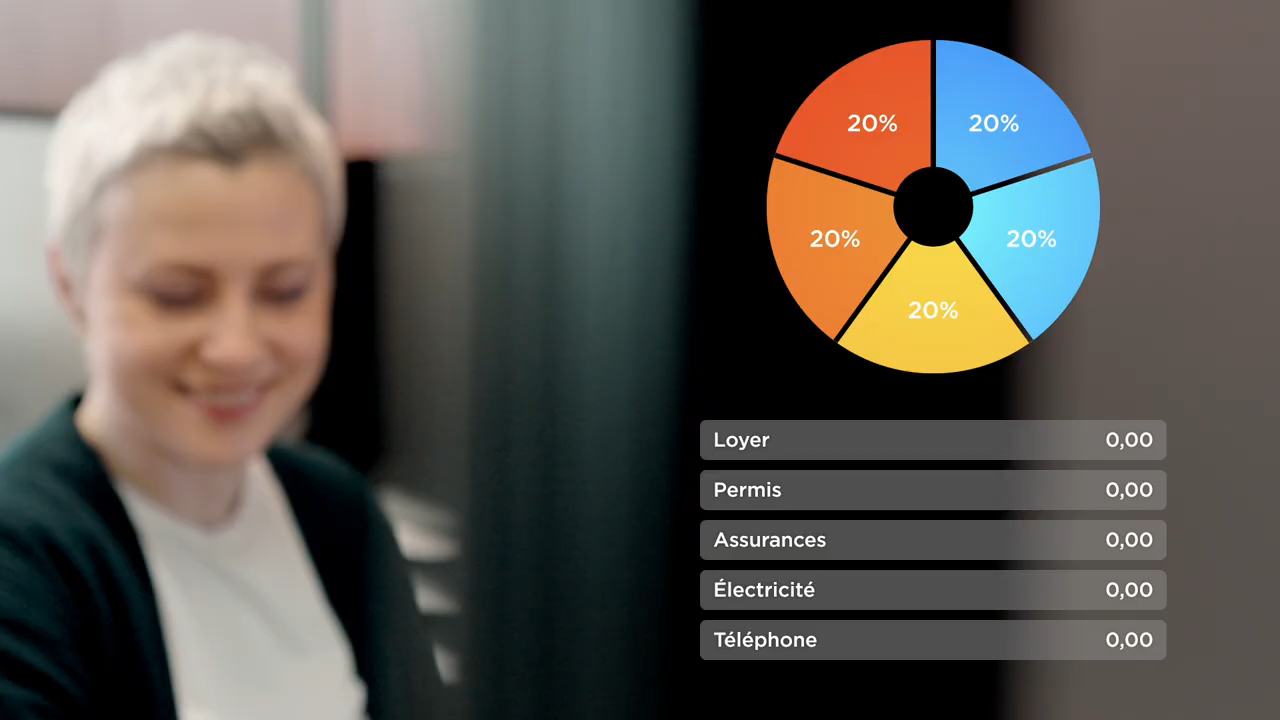 20% 20%
20% 20%
20%
Loyer 0,00
Permis 0,00
Assurances 0,00
Électricité 0,00
Téléphone 0,00